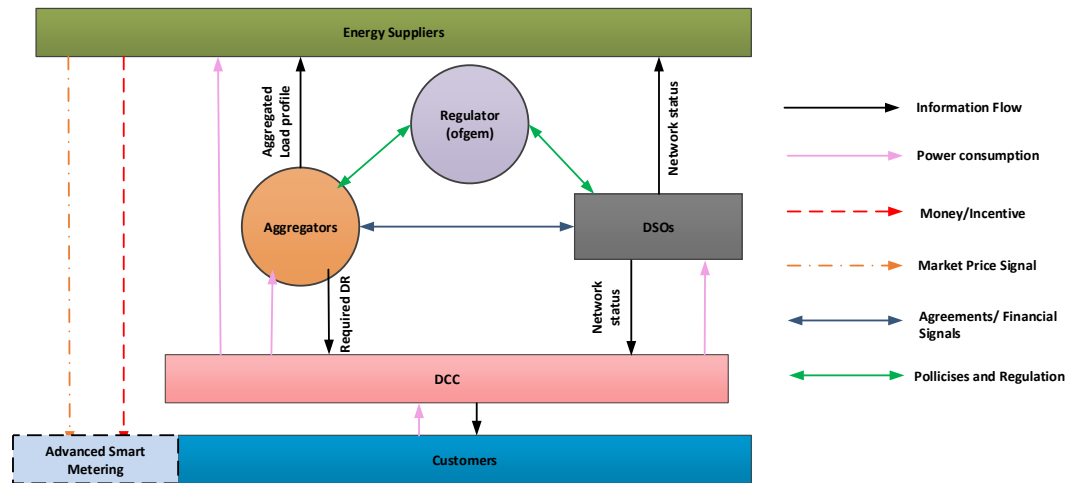 Energy Suppliers
Aggregated
Load profile
Regulator
(ofgem)
Network status
Aggregators
DSOs
Required DR
Network
status
DCC
Advanced Smart
Metering
Customers
Information Flow
Power consumption
Money/Incentive
Market Price Signal
Agreements/ Financial
Signals
Pollicises and Regulation